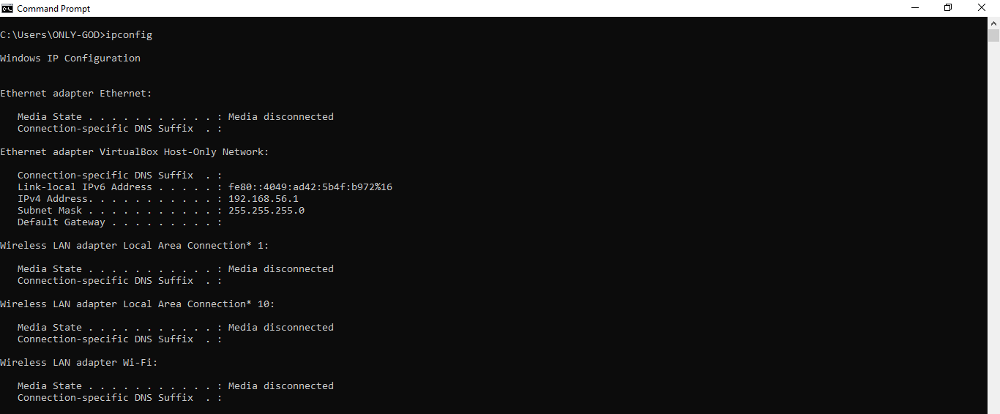 Command Prompt
C:\Users\ONLY-GOD>ipconfig
Windows IP Configuration
Ethernet adapter Ethernet:
   Media State . . . . . . . . . . . : Media disconnected
   Connection-specific DNS Suffix  . :
Ethernet adapter VirtualBox Host-Only Network:
   Connection-specific DNS Suffix  . :
   Link-local IPv6 Address . . . . . : fe80::4049:ad42:5b4f:b972%16
   IPv4 Address. . . . . . . . . . . : 192.168.56.1
   Subnet Mask . . . . . . . . . . . : 255.255.255.0
   Default Gateway . . . . . . . . . :
Wireless LAN adapter Local Area Connection* 1:
   Media State . . . . . . . . . . . : Media disconnected
   Connection-specific DNS Suffix  . :
Wireless LAN adapter Local Area Connection* 10:
   Media State . . . . . . . . . . . : Media disconnected
   Connection-specific DNS Suffix  . :
Wireless LAN adapter Wi-Fi:
   Media State . . . . . . . . . . . : Media disconnected
   Connection-specific DNS Suffix  . :